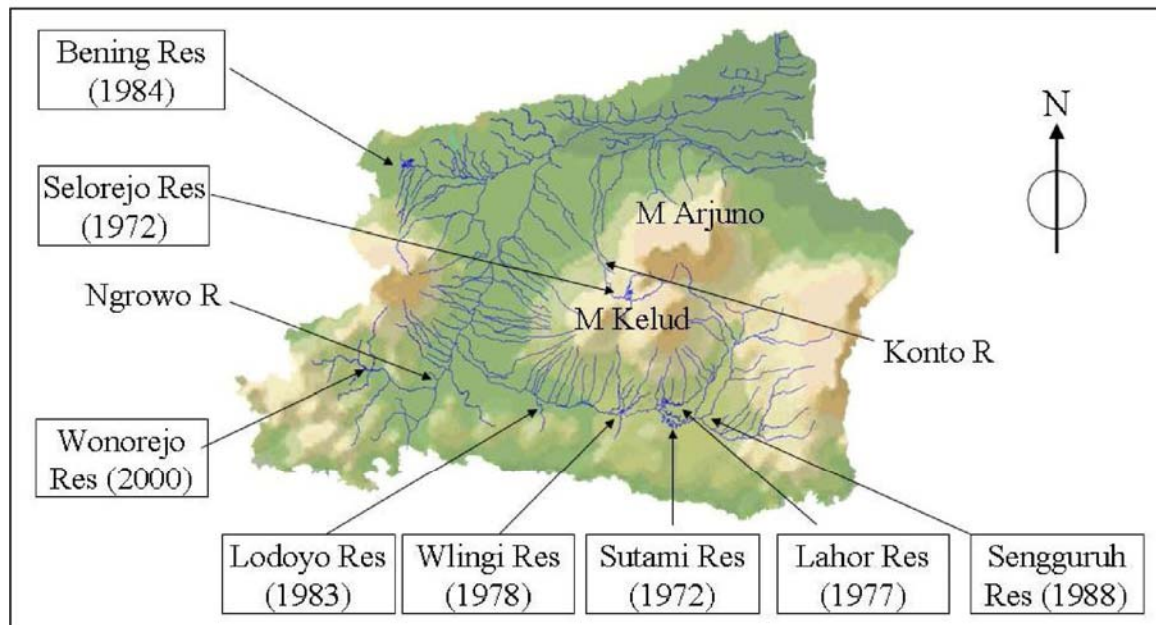 Bening Res
(1984)
N
Selorejo Res
(1972)
M Arjuno
Ngrowo R
M Kelud
Konto R
Wonorejo
Res (2000)
Lodoyo Res
(1983)
Wlingi Res
(1978)
Sutami Res
(1972)
Lahor Res
(1977)
Sengguruh
Res (1988)